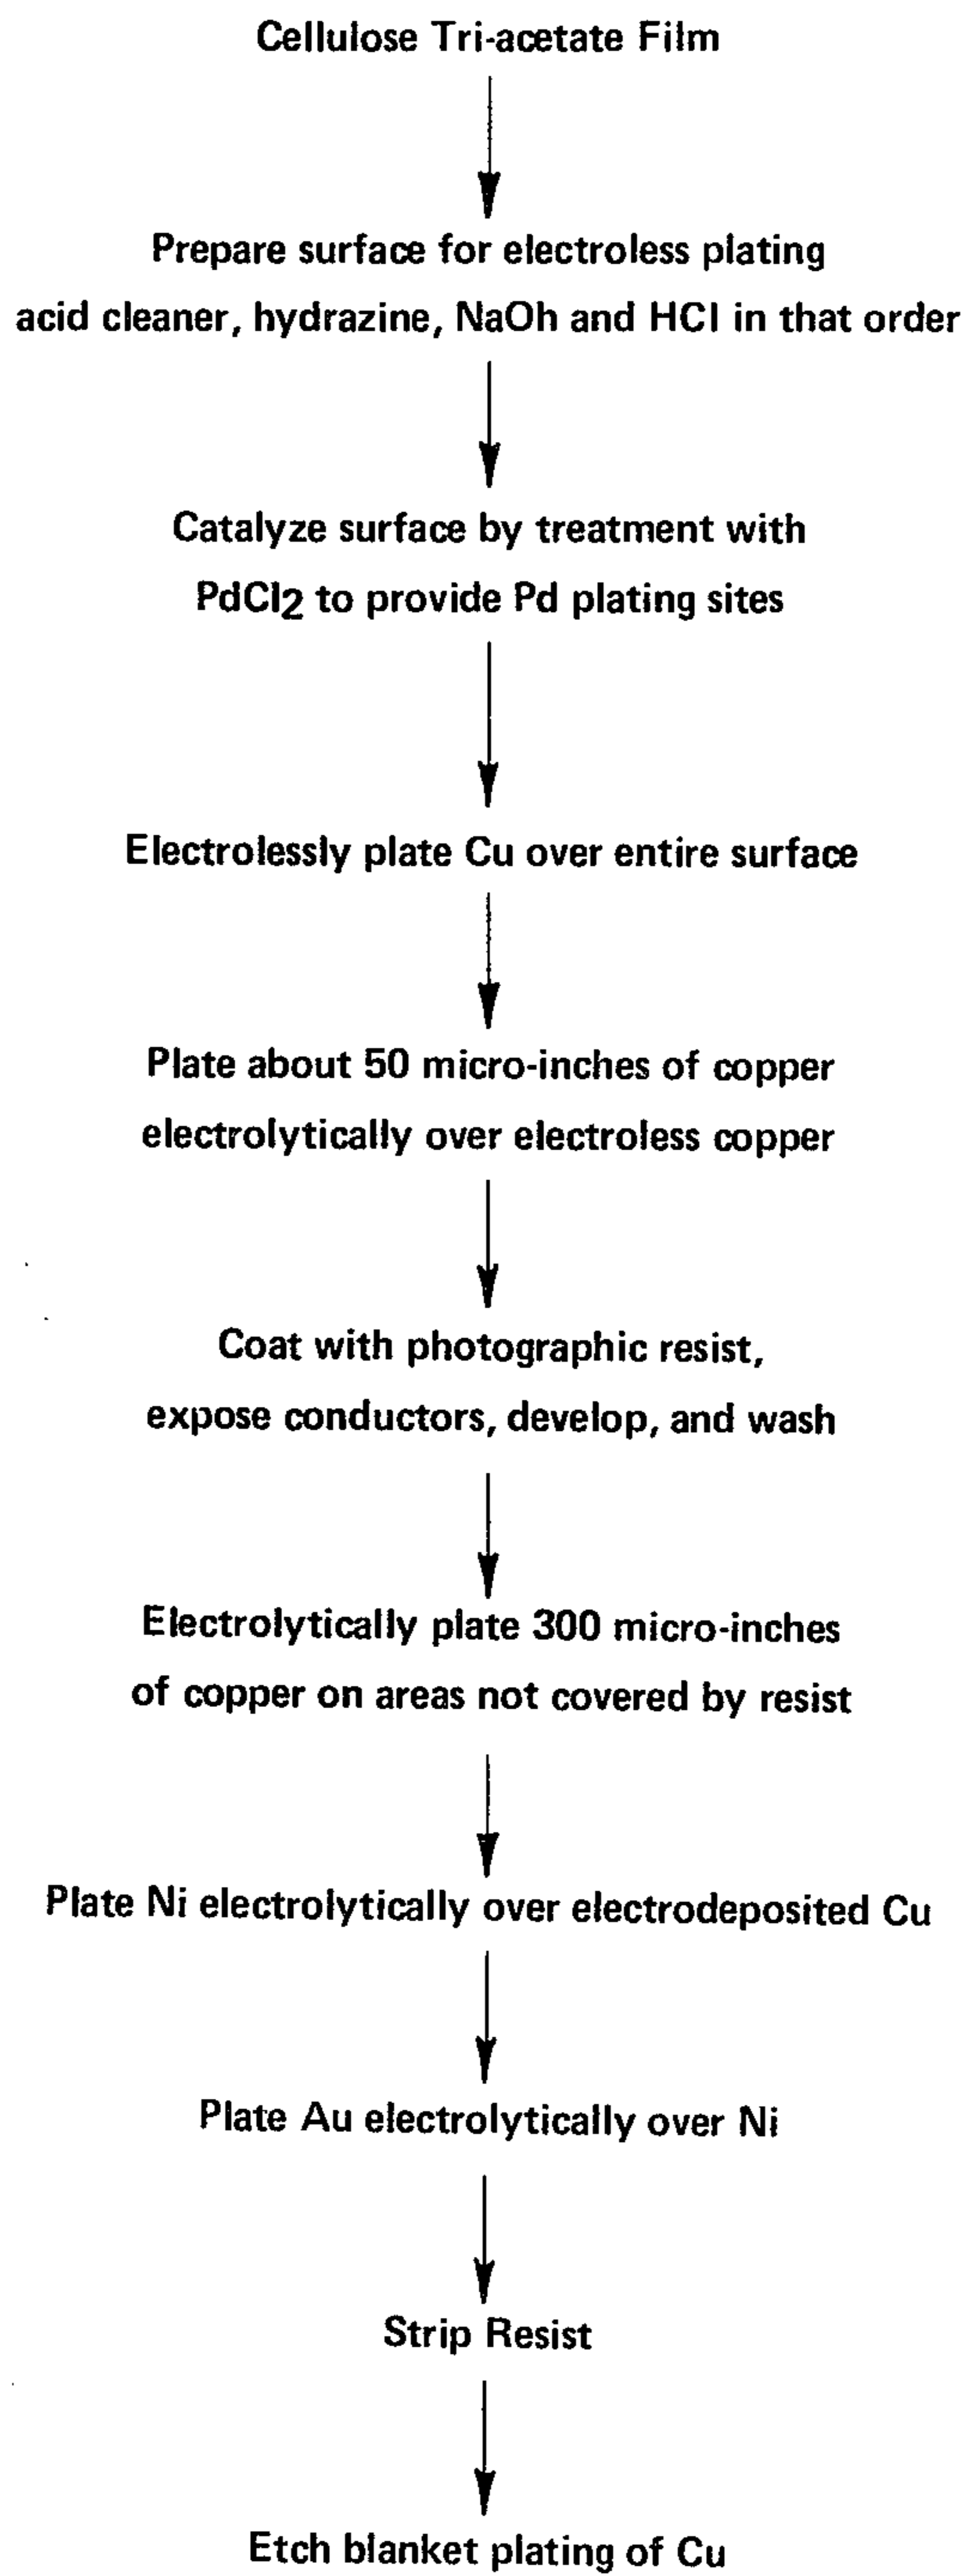 Cellulose Tri-acetate Film
Prepare surface for electroless plating
acid cleaner, hydrazine, NaOh and HCl in that order
Catalyze surface by treatment with
PdCl2 to provide Pd plating sites
Electrolessly plate Cu over entire surface
Plate about 50 micro-inches of copper
electrolytically over electroless copper
Coat with photographic resist,
expose conductors, develop, and wash
Electrolytically plate 300 micro-inches
of copper on areas not covered by resist
Plate Ni electrolytically over electrodeposited Cu
Plate Au electrolytically over Ni
Strip Resist
Etch blanket plating of Cu